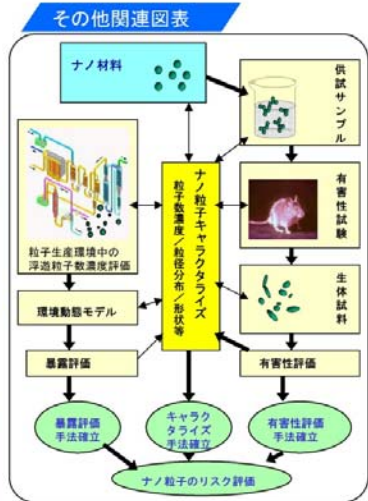 その他関連図表
ナノ材料
供試サンプル
ナノ粒子キャラクタライズ
粒子数濃度／粒径分布／形状等
粒子生産環境中の
浮遊粒子数濃度評価
有害性試験
環境動態モデル
生体試料
暴露評価
有害性評価
暴露評価
手法確立
キャラク
タライズ
手法確立
有害性評価
手法確立
ナノ粒子のリスク評価